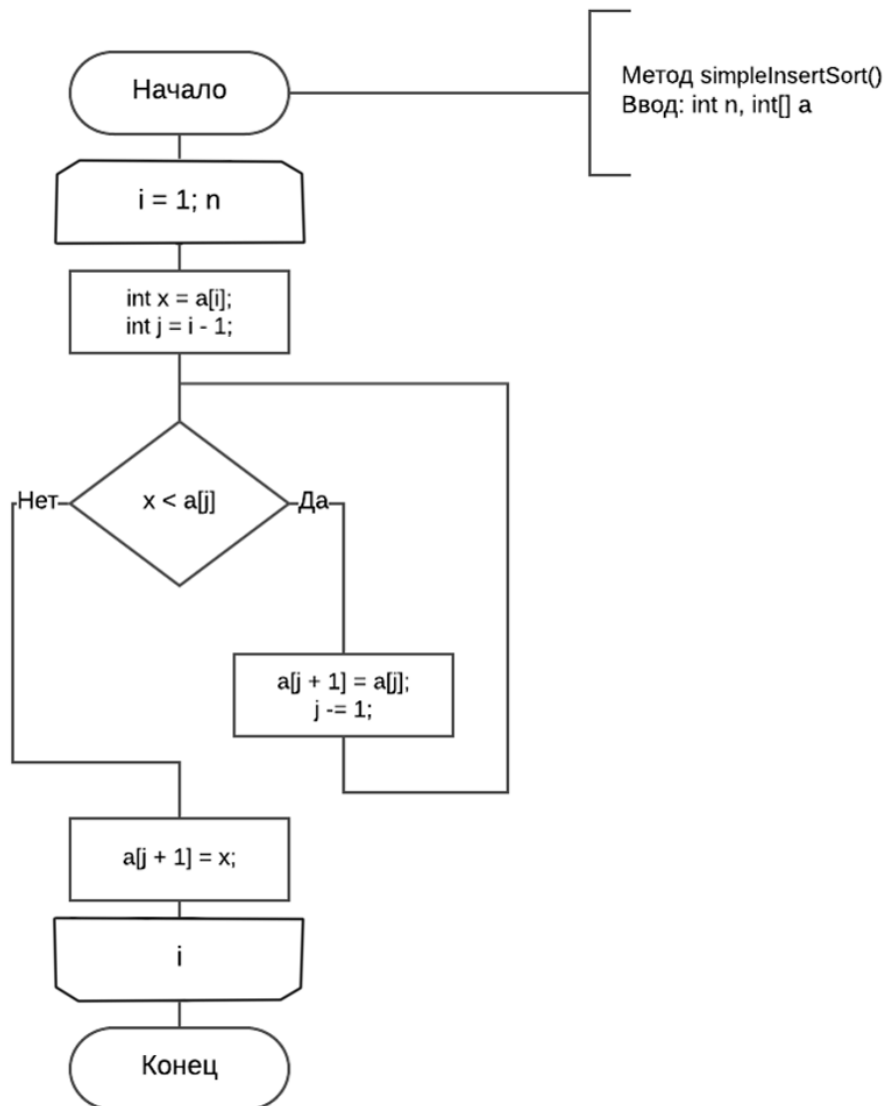 Начало
Метод simpleInsertSort()
Ввод: int n, int[] a
i = 1; n
int x = a[i];
int j = i - 1;
Нет
x < a[j]
Да
a[j + 1] = a[j];
j -= 1;
a[j + 1] = x;
i
Конец